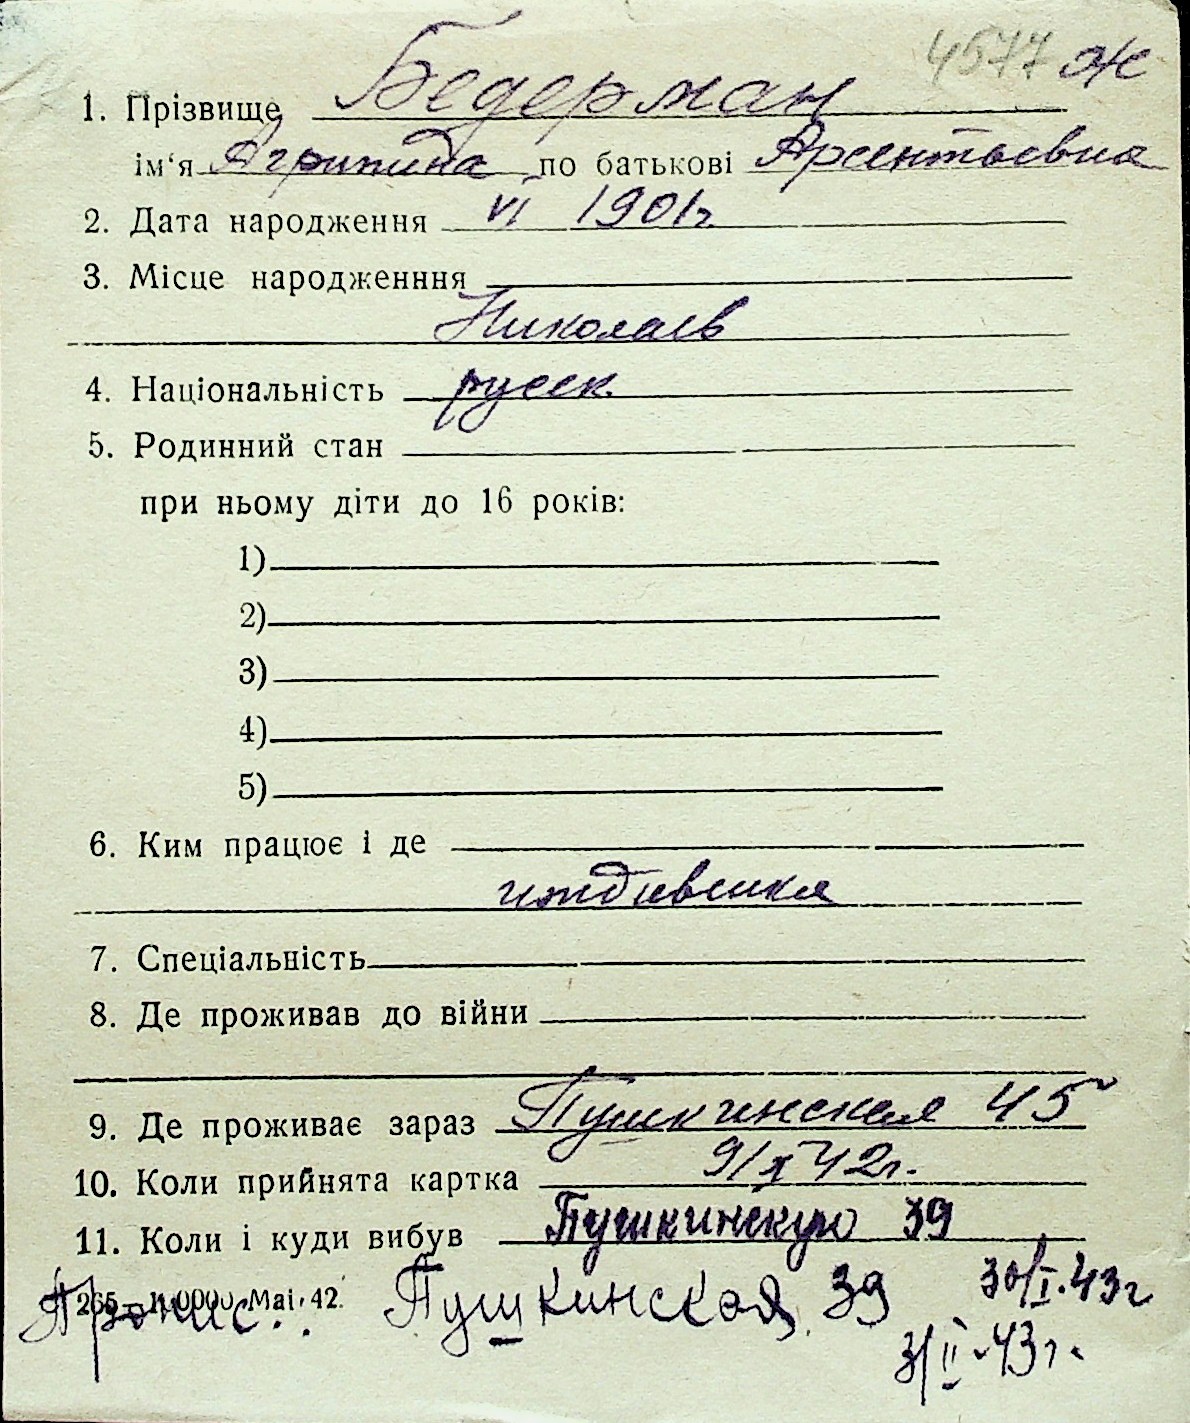 4577 Ж
1. Прізвище Бедерман
ім'я Агрипина по батькові Арсентьевна
2. Дата народження VI 1901г.
3. Місце народженння
Николаев
4. Національність русск.
5. Родинний стан
при ньому діти до 16 років:
1)
2)
3)
4)
5)
6. Ким працює і де
иждивенка
7. Спеціальність
8. Де проживав до війни
9. Де проживає зараз Пушкинская 45
10. Коли прийнята картка 9/X 42г.
11. Коли і куди вибув Пушкинскую 39
30/I.43г
265 Mai 42. Пушкинская 39
3/II-43г.